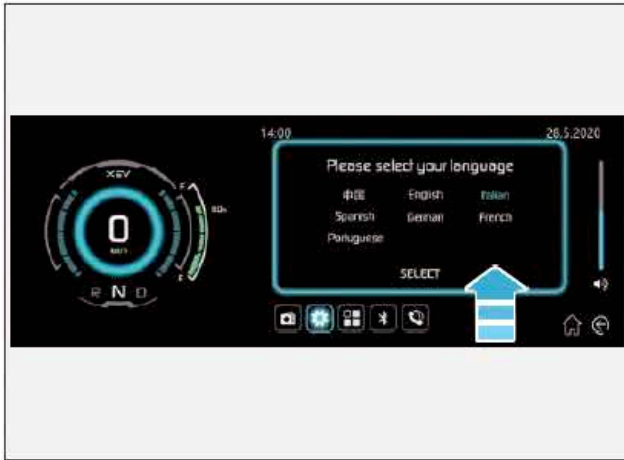 14:00 28.5.2020
XEV
Please select your language
中国 English Italian
Spanish German French
Portuguese
0
SELECT
R N D